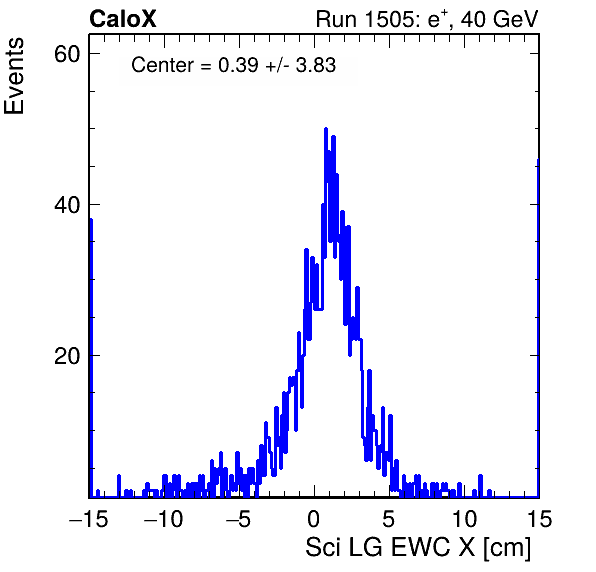 CaloX Run 1505: e⁺, 40 GeV
Center = 0.39 +/- 3.83
Events
60
40
20
−15 −10 −5 0 5 10 15
Sci LG EWC X [cm]